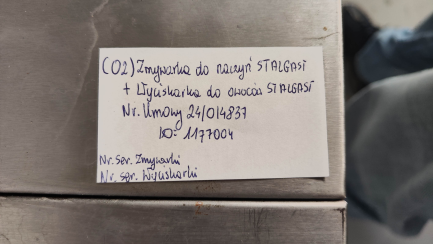 (02) Zmywarka do naczyń STALGAST
+ Wyciskarka do owoców STALGAST
Nr. Umowy 24/014837
KO- 1177004
Nr. Ser. Zmywarki
Nr. ser. Wyciskarki